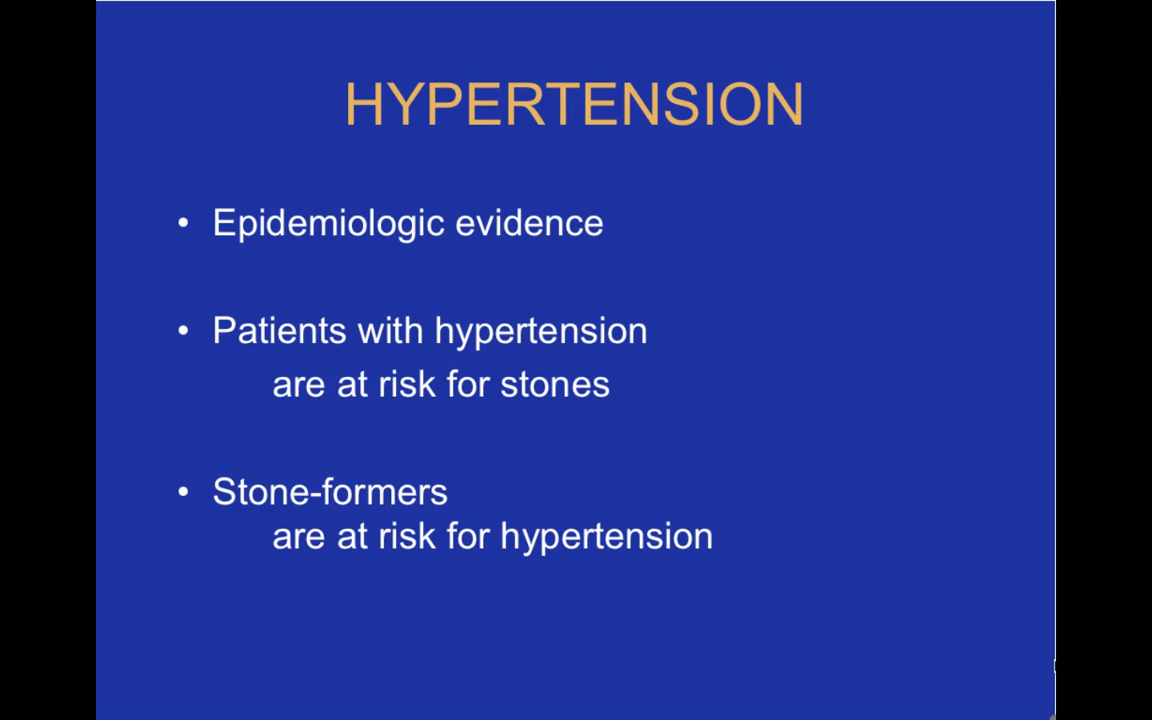 HYPERTENSION
• Epidemiologic evidence
• Patients with hypertension
are at risk for stones
• Stone-formers
are at risk for hypertension